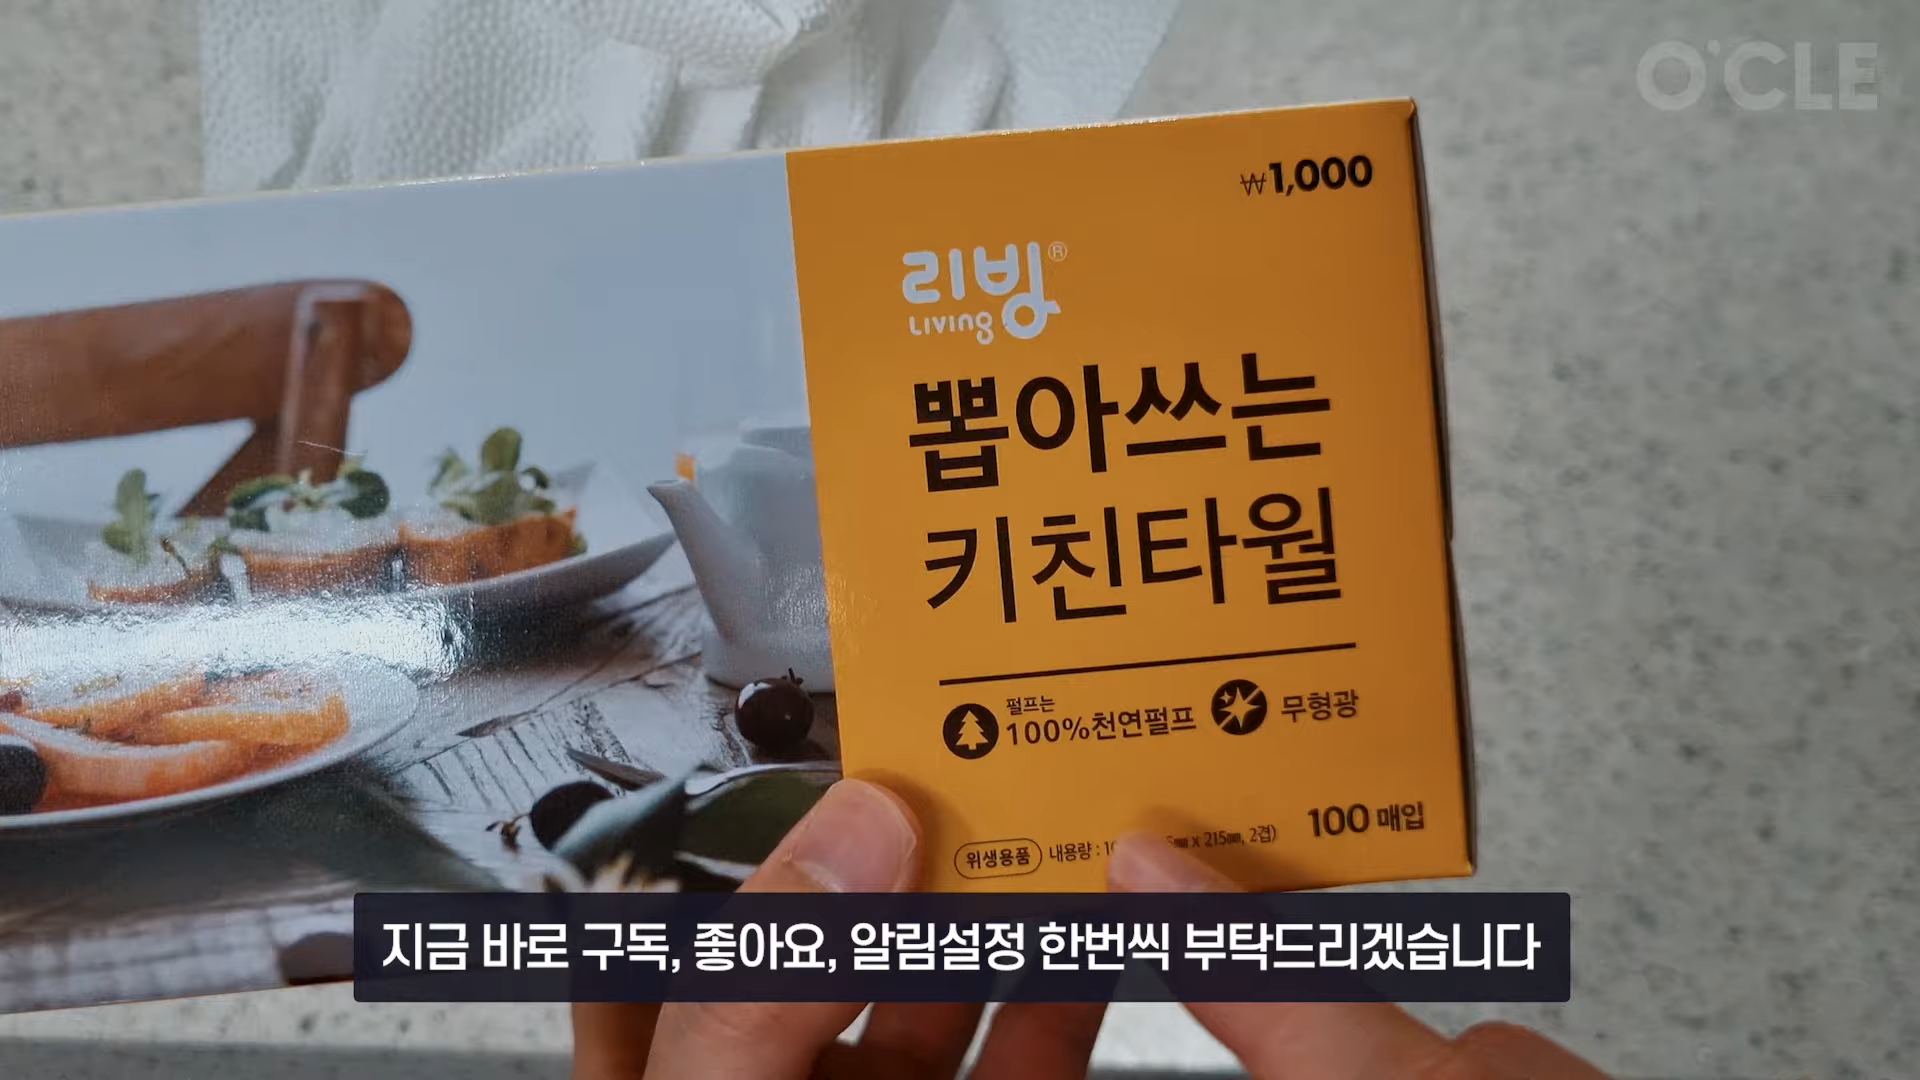 O'CLE
₩1,000
리빙®
Living
뽑아쓰는
키친타월
펄프는
100%천연펄프
무형광
100 매입
위생용품 내용량 : x 215mm, 2겹)
지금 바로 구독, 좋아요, 알림설정 한번씩 부탁드리겠습니다